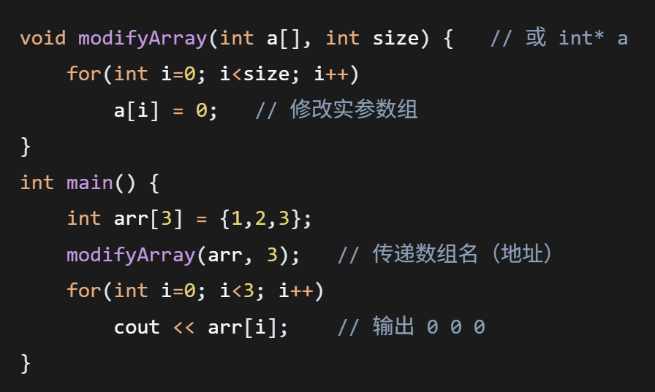 void modifyArray(int a[], int size) {   // 或 int* a
    for(int i=0; i<size; i++)
        a[i] = 0;   // 修改实参数组
}
int main() {
    int arr[3] = {1,2,3};
    modifyArray(arr, 3);   // 传递数组名（地址）
    for(int i=0; i<3; i++)
        cout << arr[i];    // 输出 0 0 0
}